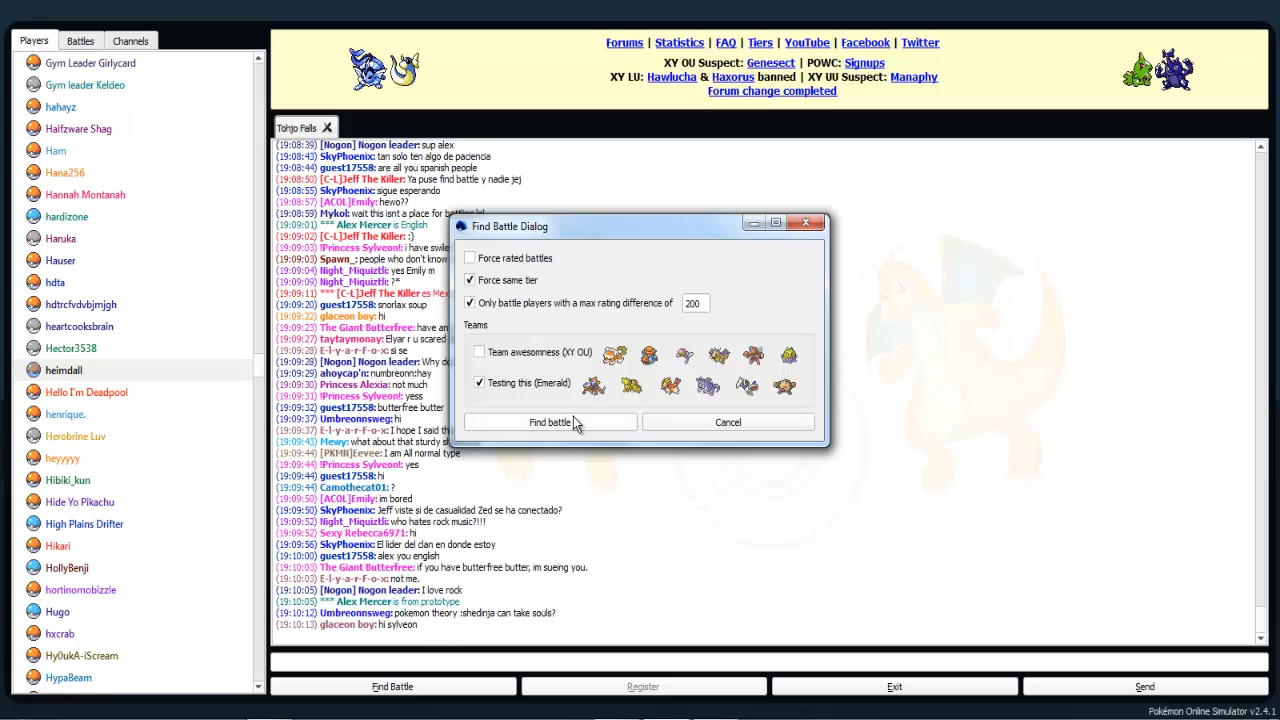 Players
Battles
Channels
Gym Leader Girlycard
Gym leader Keldeo
hahayz
Halfzware Shag
Ham
Hana256
Hannah Montanah
hardizone
Haruka
Hauser
hdta
hdtrcfvdvbjmjgh
heartcooksbrain
Hector3538
heimdall
Hello I'm Deadpool
henrique.
Herobrine Luv
heyyyyy
Hibiki_kun
Hide Yo Pikachu
High Plains Drifter
Hikari
HollyBenji
hortinomobizzle
Hugo
hxcrab
Hy0ukA-iScream
HypaBeam
Forums | Statistics | FAQ | Tiers | YouTube | Facebook | Twitter
XY OU Suspect: Genesect | POWC: Signups
XY LU: Hawlucha & Haxorus banned | XY UU Suspect: Manaphy
Forum change completed
Tohjo Falls X
(19:08:39) [Nogon] Nogon leader: sup alex
(19:08:43) SkyPhoenix: tan solo ten algo de paciencia
(19:08:44) guest17558: are all you spanish people
(19:08:50) [C-L]Jeff The Killer: Ya puse find battle y nadie jej
(19:08:55) SkyPhoenix: sigue esperando
(19:08:57) [ACOL]Emily: hewo??
(19:08:59) Mykol: wait this isnt a place for
(19:09:01) *** Alex Mercer is English
(19:09:02) [C-L]Jeff The Killer: :)
(19:09:03) !Princess Sylveon!: i have
(19:09:03) Spawn_: people who don't know
(19:09:04) Night_Miquiztli: yes Emily m
(19:09:09) Night_Miquiztli: ?*
(19:09:11) *** [C-L]Jeff The Killer es
(19:09:20) guest17558: snorlax soup
(19:09:22) glaceon boy: hi
(19:09:23) The Giant Butterfree: have an
(19:09:27) taytaymonay: Elyar r u scared
(19:09:28) E-l-y-a-r-F-o-x: si se
(19:09:28) [Nogon] Nogon leader: Why
(19:09:29) ahoycap'n: numbreonn:hay
(19:09:30) Princess Alexia: not much
(19:09:31) !Princess Sylveon!: yess
(19:09:32) guest17558: butterfree butter
(19:09:37) Umbreonnsweg: hi
(19:09:37) E-l-y-a-r-F-o-x: I hope I said
(19:09:43) Mewy: what about that sturdy
(19:09:44) [PKMN]Eevee: I am All normal type
(19:09:44) !Princess Sylveon!: yes
(19:09:44) guest17558: hi
(19:09:47) Camothecat01: ?
(19:09:50) [ACOL]Emily: im bored
(19:09:50) SkyPhoenix: Jeff viste si de casualidad Zed se ha conectado?
(19:09:52) Night_Miquiztli: who hates rock music?!!!
(19:09:52) Sexy Rebecca6971: hi
(19:09:56) SkyPhoenix: El lider del clan en donde estoy
(19:10:00) guest17558: alex you english
(19:10:03) The Giant Butterfree: if you have butterfree butter, im sueing you.
(19:10:03) E-l-y-a-r-F-o-x: not me.
(19:10:05) [Nogon] Nogon leader: I love rock
(19:10:05) *** Alex Mercer is from prototype
(19:10:12) Umbreonnsweg: pokemon theory :shedinja can take souls?
(19:10:13) glaceon boy: hi sylveon
Find Battle Dialog
Force rated battles
Force same tier
Only battle players with a max rating difference of 200
Teams
Team awesomness (XY OU)
Testing this (Emerald)
Find battle
Cancel
Find Battle
Register
Exit
Send
Pokémon Online Simulator v2.4.1